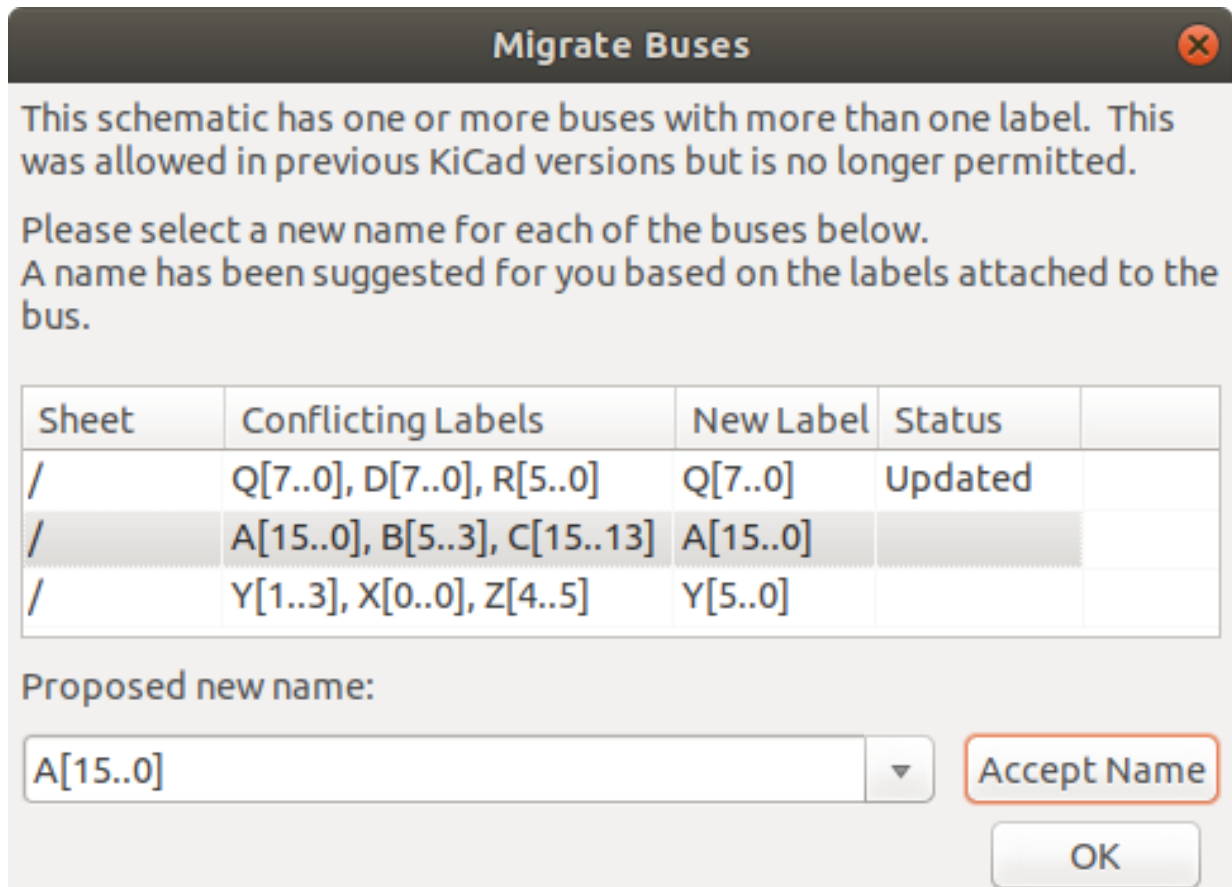 Migrate Buses
This schematic has one or more buses with more than one label. This
was allowed in previous KiCad versions but is no longer permitted.
Please select a new name for each of the buses below.
A name has been suggested for you based on the labels attached to the
bus.
Sheet Conflicting Labels New Label Status
/ Q[7..0], D[7..0], R[5..0] Q[7..0] Updated
/ A[15..0], B[5..3], C[15..13] A[15..0]
/ Y[1..3], X[0..0], Z[4..5] Y[5..0]
Proposed new name:
A[15..0] Accept Name
OK